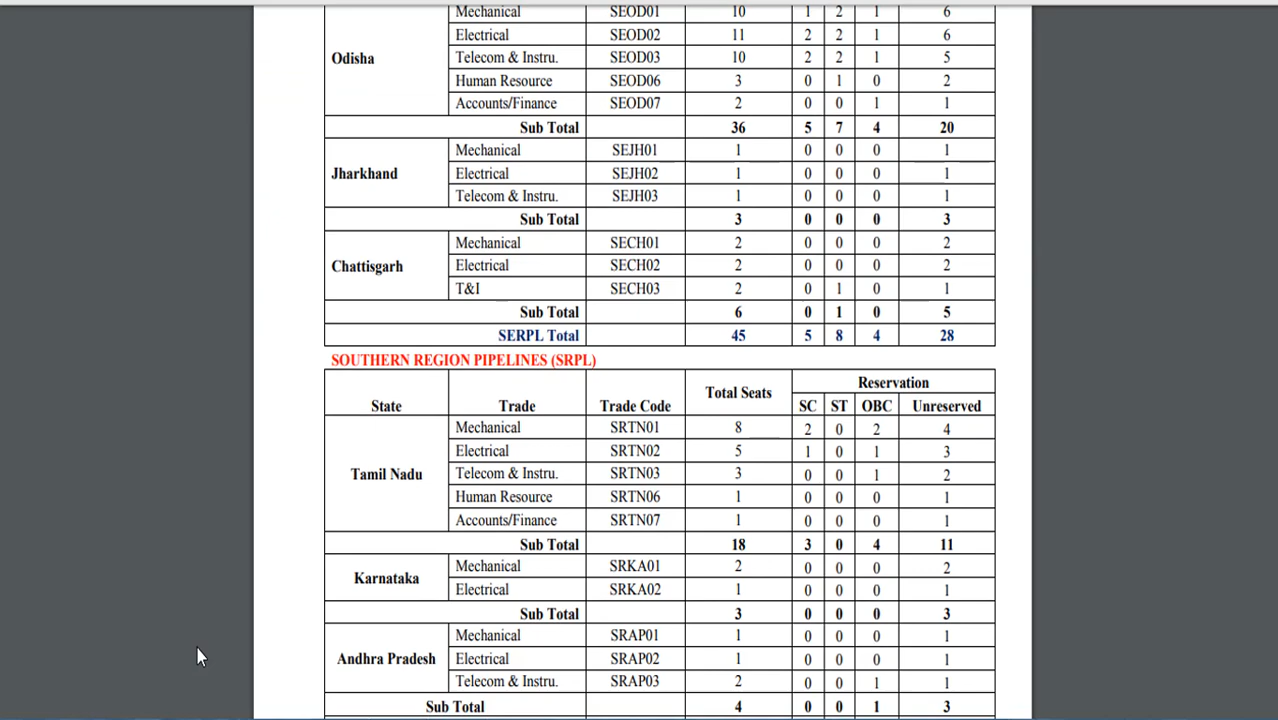 Mechanical SEOD01 10 1 2 1 6
Electrical SEOD02 11 2 2 1 6
Odisha Telecom & Instru. SEOD03 10 2 2 1 5
Human Resource SEOD06 3 0 1 0 2
Accounts/Finance SEOD07 2 0 0 1 1
Sub Total 36 5 7 4 20
Mechanical SEJH01 1 0 0 0 1
Jharkhand Electrical SEJH02 1 0 0 0 1
Telecom & Instru. SEJH03 1 0 0 0 1
Sub Total 3 0 0 0 3
Mechanical SECH01 2 0 0 0 2
Chattisgarh Electrical SECH02 2 0 0 0 2
T&I SECH03 2 0 1 0 1
Sub Total 6 0 1 0 5
SERPL Total 45 5 8 4 28
SOUTHERN REGION PIPELINES (SRPL)
State Trade Trade Code Total Seats Reservation
SC ST OBC Unreserved
Mechanical SRTN01 8 2 0 2 4
Electrical SRTN02 5 1 0 1 3
Tamil Nadu Telecom & Instru. SRTN03 3 0 0 1 2
Human Resource SRTN06 1 0 0 0 1
Accounts/Finance SRTN07 1 0 0 0 1
Sub Total 18 3 0 4 11
Karnataka Mechanical SRKA01 2 0 0 0 2
Electrical SRKA02 1 0 0 0 1
Sub Total 3 0 0 0 3
Mechanical SRAP01 1 0 0 0 1
Andhra Pradesh Electrical SRAP02 1 0 0 0 1
Telecom & Instru. SRAP03 2 0 0 1 1
Sub Total 4 0 0 1 3